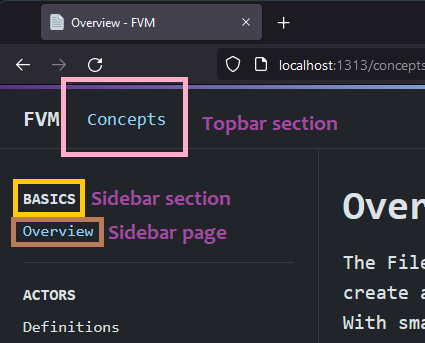 Overview - FVM
localhost:1313/concepts
FVM Concepts Topbar section
BASICS Sidebar section
Overview Sidebar page
ACTORS
Definitions
Over
The File
create a
With sma